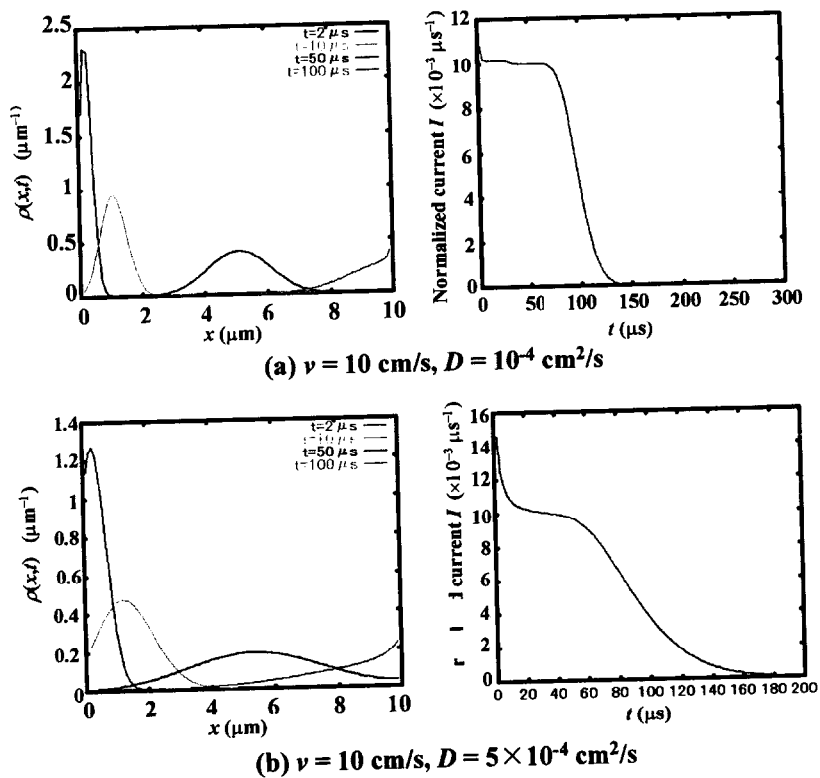 (a)
t=2 μs
t=10 μs
t=50 μs
t=100 μs
2.5
2
1.5
1
0.5
0
ρ(x,t) (μm⁻¹)
0 2 4 6 8 10
x (μm)
12
10
8
6
4
2
0
Normalized current I (×10⁻³ μs⁻¹)
0 50 100 150 200 250 300
t (μs)
(a) v = 10 cm/s, D = 10⁻⁴ cm²/s
(b)
t=2 μs
t=10 μs
t=50 μs
t=100 μs
1.4
1.2
1
0.8
0.6
0.4
0.2
0
ρ(x,t) (μm⁻¹)
0 2 4 6 8 10
x (μm)
16
14
12
10
8
6
4
2
0
current I (×10⁻³ μs⁻¹)
0 20 40 60 80 100 120 140 160 180 200
t (μs)
(b) v = 10 cm/s, D = 5×10⁻⁴ cm²/s